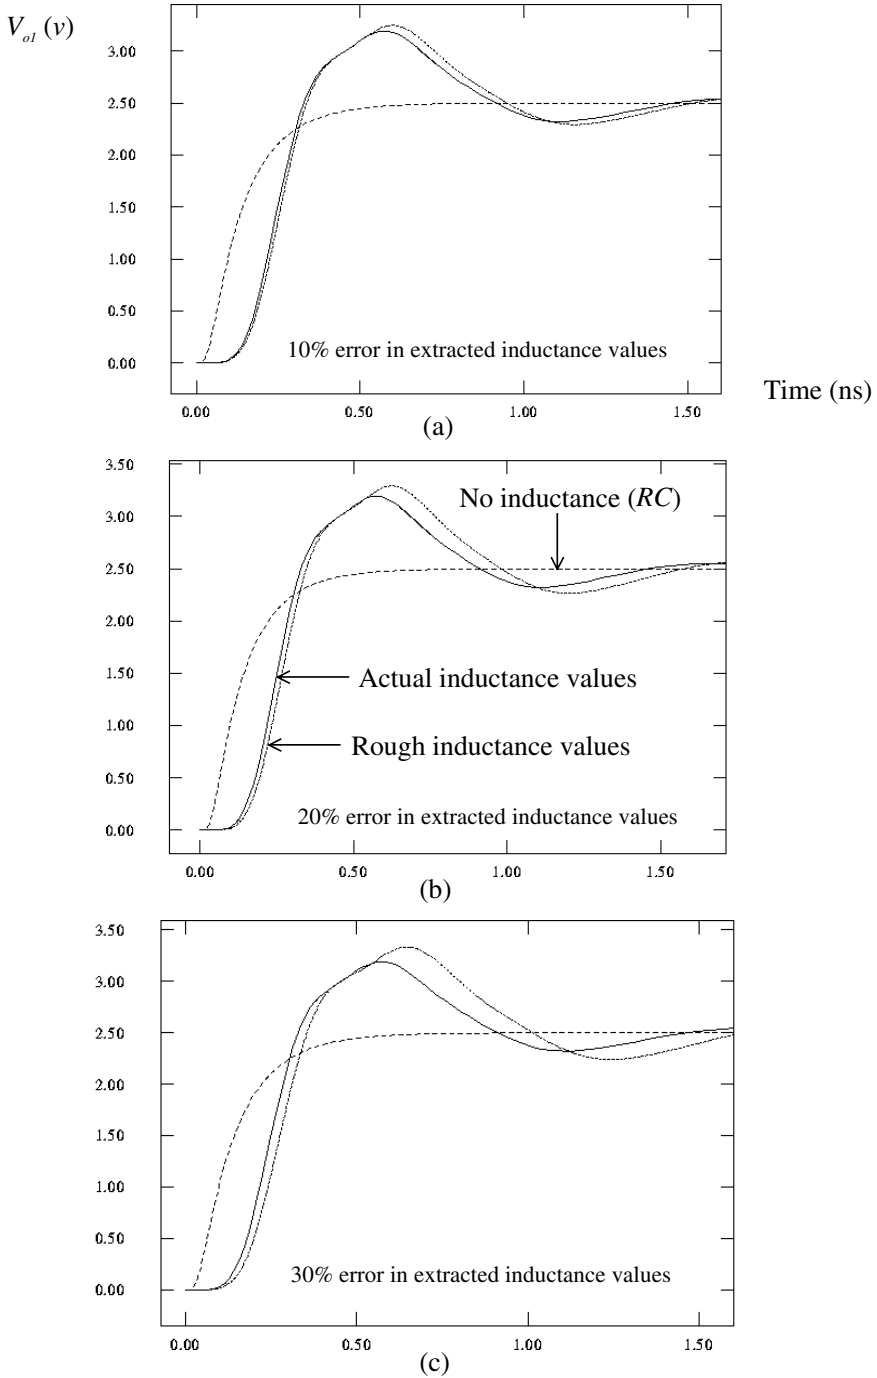 V_o1 (v)
3.00
2.50
2.00
1.50
1.00
0.50
0.00
10% error in extracted inductance values
0.00 0.50 1.00 1.50
Time (ns)
(a)
3.50
3.00
2.50
2.00
1.50
1.00
0.50
0.00
No inductance (RC)
Actual inductance values
Rough inductance values
20% error in extracted inductance values
0.00 0.50 1.00 1.50
(b)
3.50
3.00
2.50
2.00
1.50
1.00
0.50
0.00
30% error in extracted inductance values
0.00 0.50 1.00 1.50
(c)